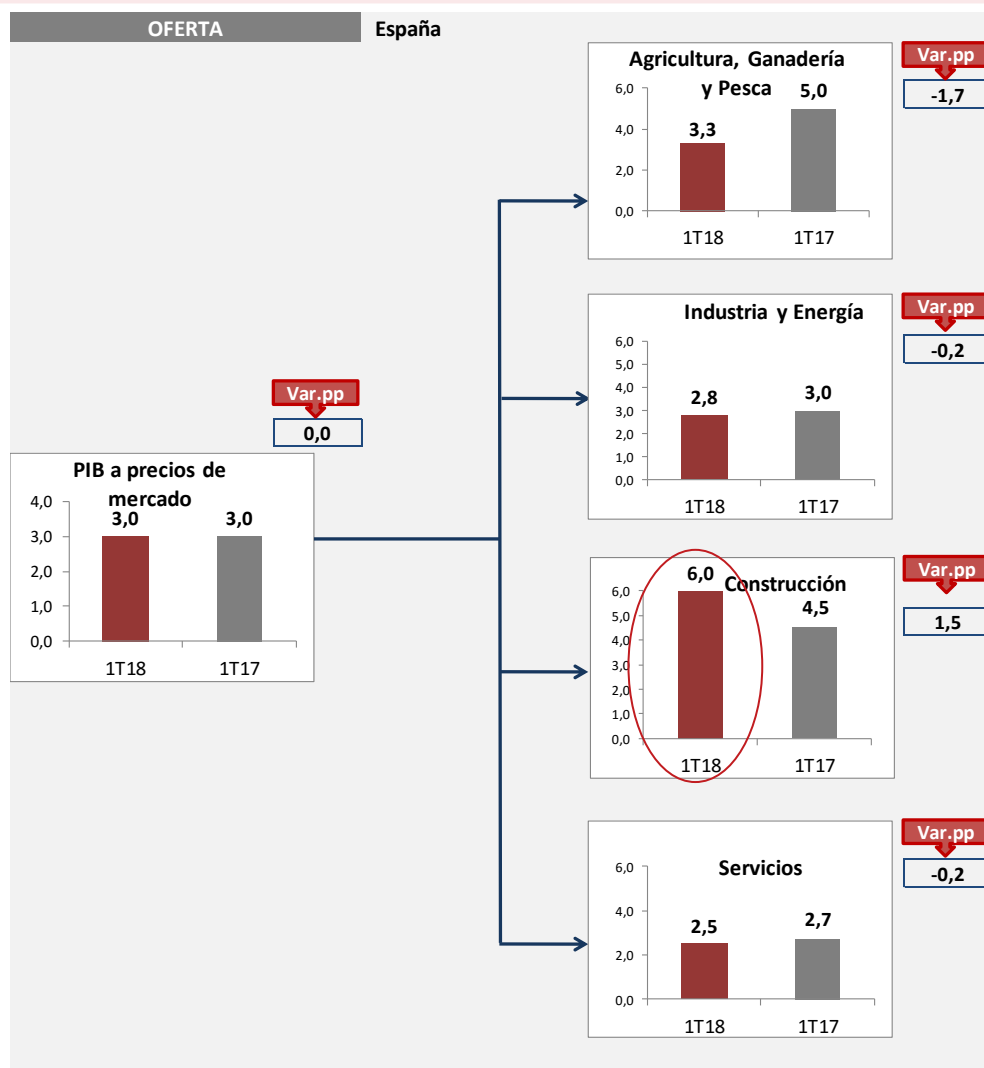 OFERTA
España
PIB a precios de
mercado
Var.pp
0,0
4,0
3,0
2,0
1,0
0,0
3,0
3,0
1T18
1T17
Agricultura, Ganadería
y Pesca
Var.pp
-1,7
6,0
4,0
2,0
0,0
3,3
5,0
1T18
1T17
Industria y Energía
Var.pp
-0,2
6,0
5,0
4,0
3,0
2,0
1,0
0,0
2,8
3,0
1T18
1T17
Construcción
Var.pp
1,5
6,0
5,0
4,0
3,0
2,0
1,0
0,0
6,0
4,5
1T18
1T17
Servicios
Var.pp
-0,2
6,0
4,0
2,0
0,0
2,5
2,7
1T18
1T17